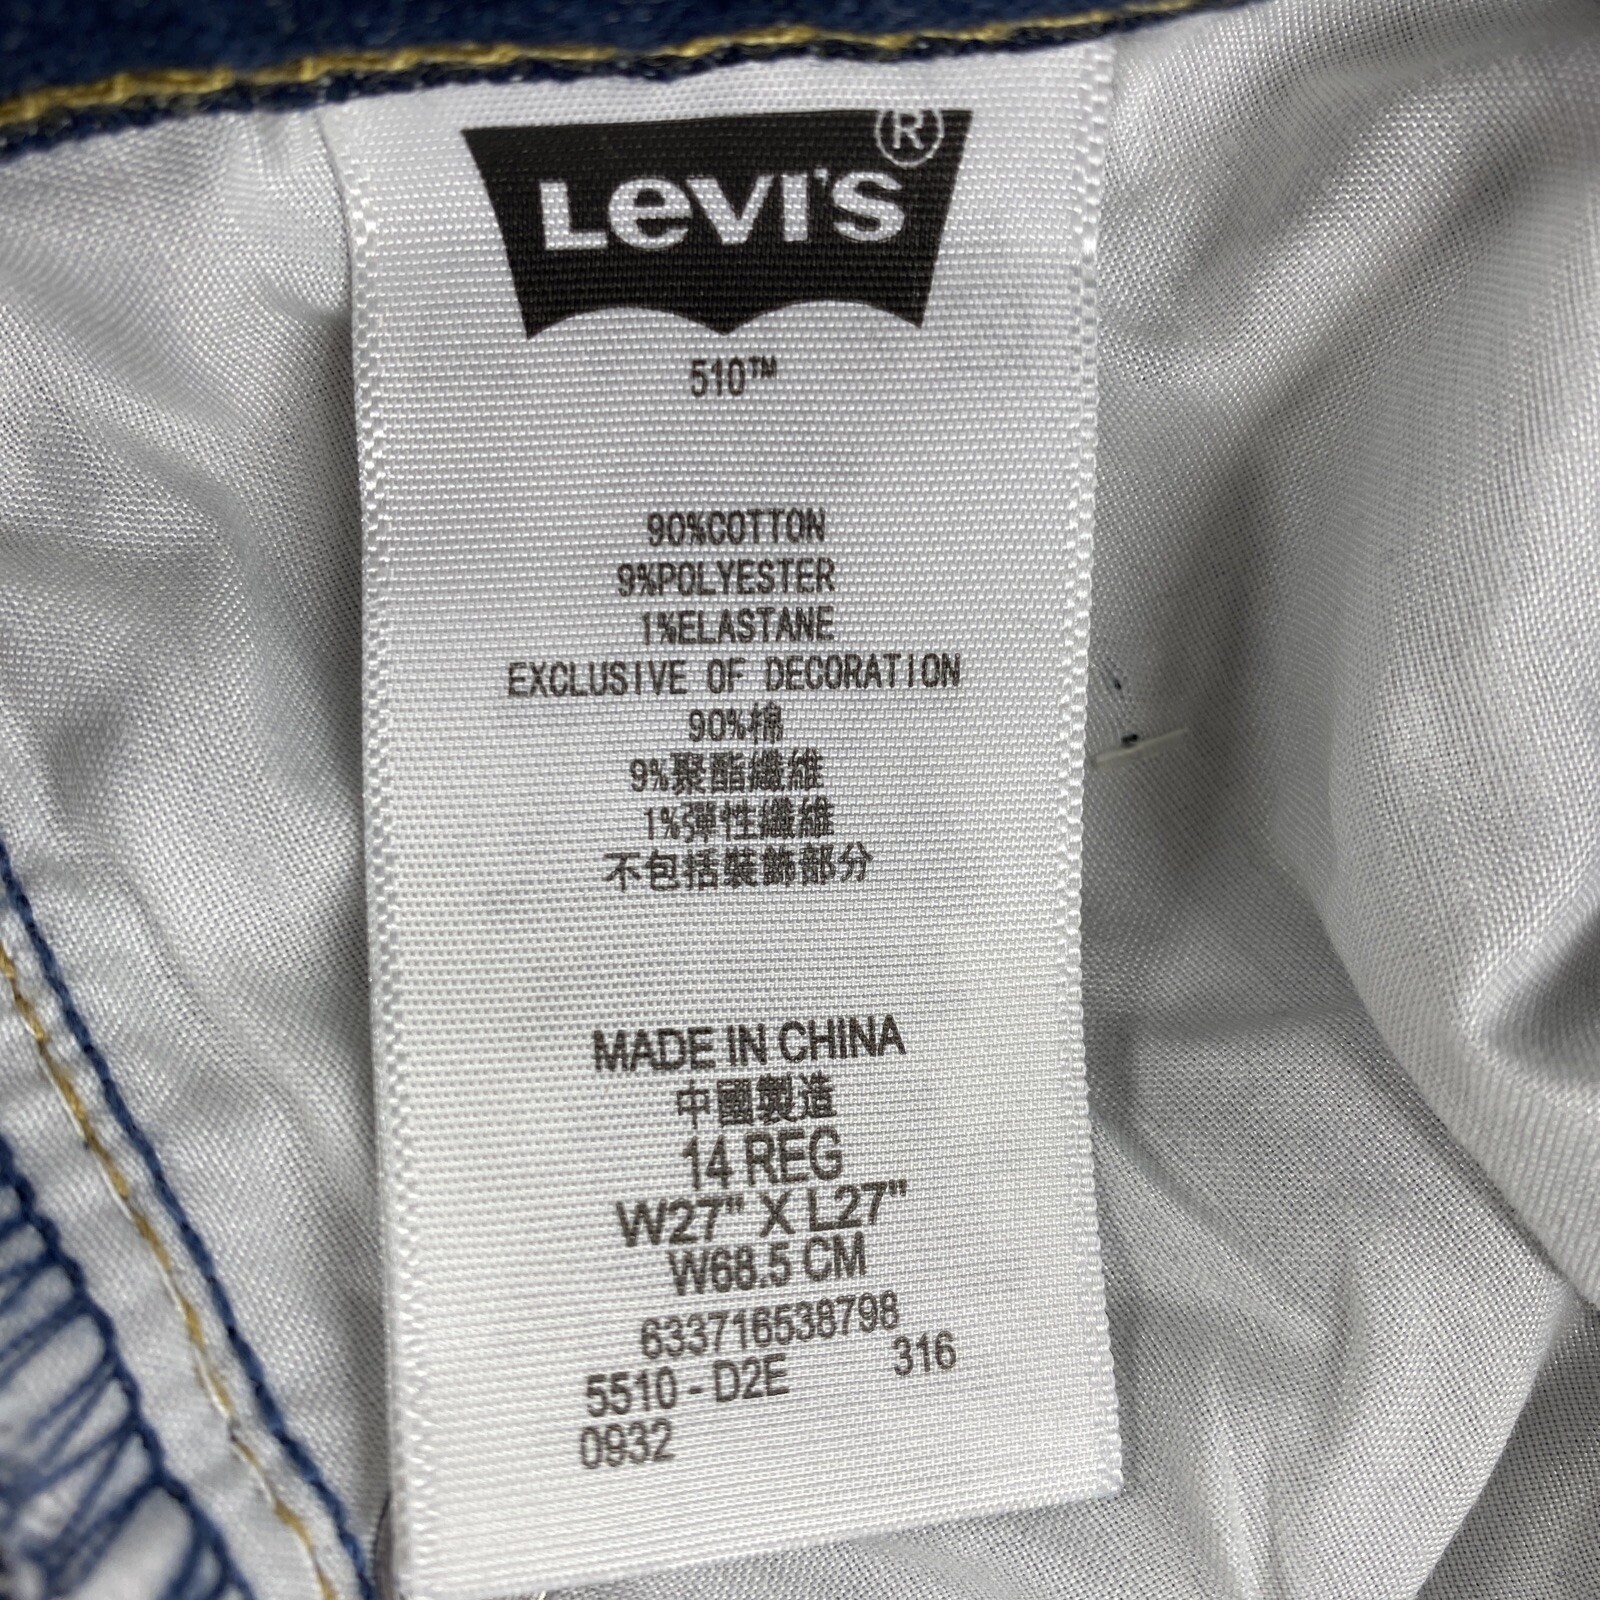 LEVI'S®
510™
90%COTTON
9%POLYESTER
1%ELASTANE
EXCLUSIVE OF DECORATION
90%棉
9%聚酯纖維
1%彈性纖維
不包括裝飾部分
MADE IN CHINA
中國製造
14 REG
W27" X L27"
W68.5 CM
633716538798
5510 - D2E 316
0932